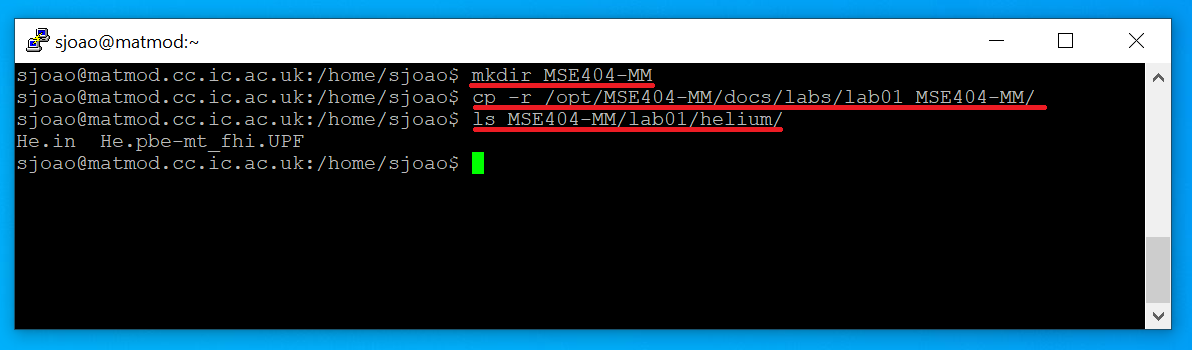 sjoao@matmod:~
sjoao@matmod.cc.ic.ac.uk:/home/sjoao$ mkdir MSE404-MM
sjoao@matmod.cc.ic.ac.uk:/home/sjoao$ cp -r /opt/MSE404-MM/docs/labs/lab01 MSE404-MM/
sjoao@matmod.cc.ic.ac.uk:/home/sjoao$ ls MSE404-MM/lab01/helium/
He.in  He.pbe-mt_fhi.UPF
sjoao@matmod.cc.ic.ac.uk:/home/sjoao$